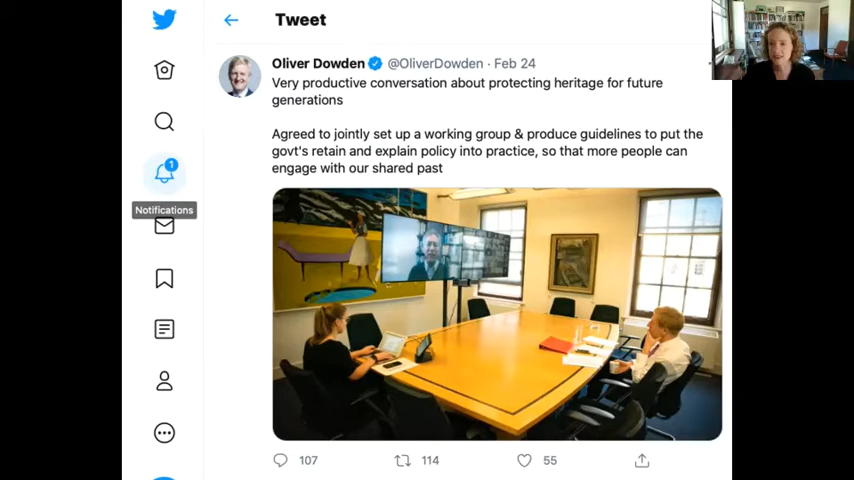 Tweet
Oliver Dowden @OliverDowden · Feb 24
Very productive conversation about protecting heritage for future
generations
Agreed to jointly set up a working group & produce guidelines to put the
govt's retain and explain policy into practice, so that more people can
engage with our shared past
1
Notifications
107
114
55